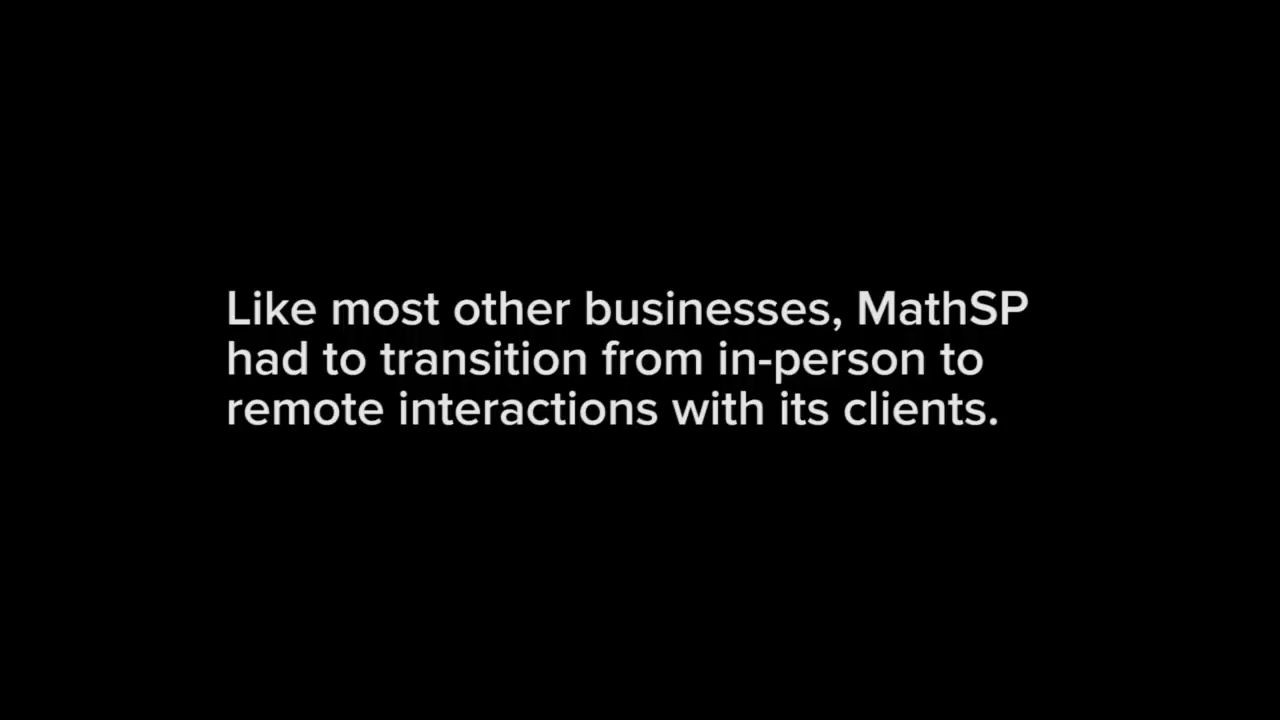 Like most other businesses, MathSP
had to transition from in-person to
remote interactions with its clients.